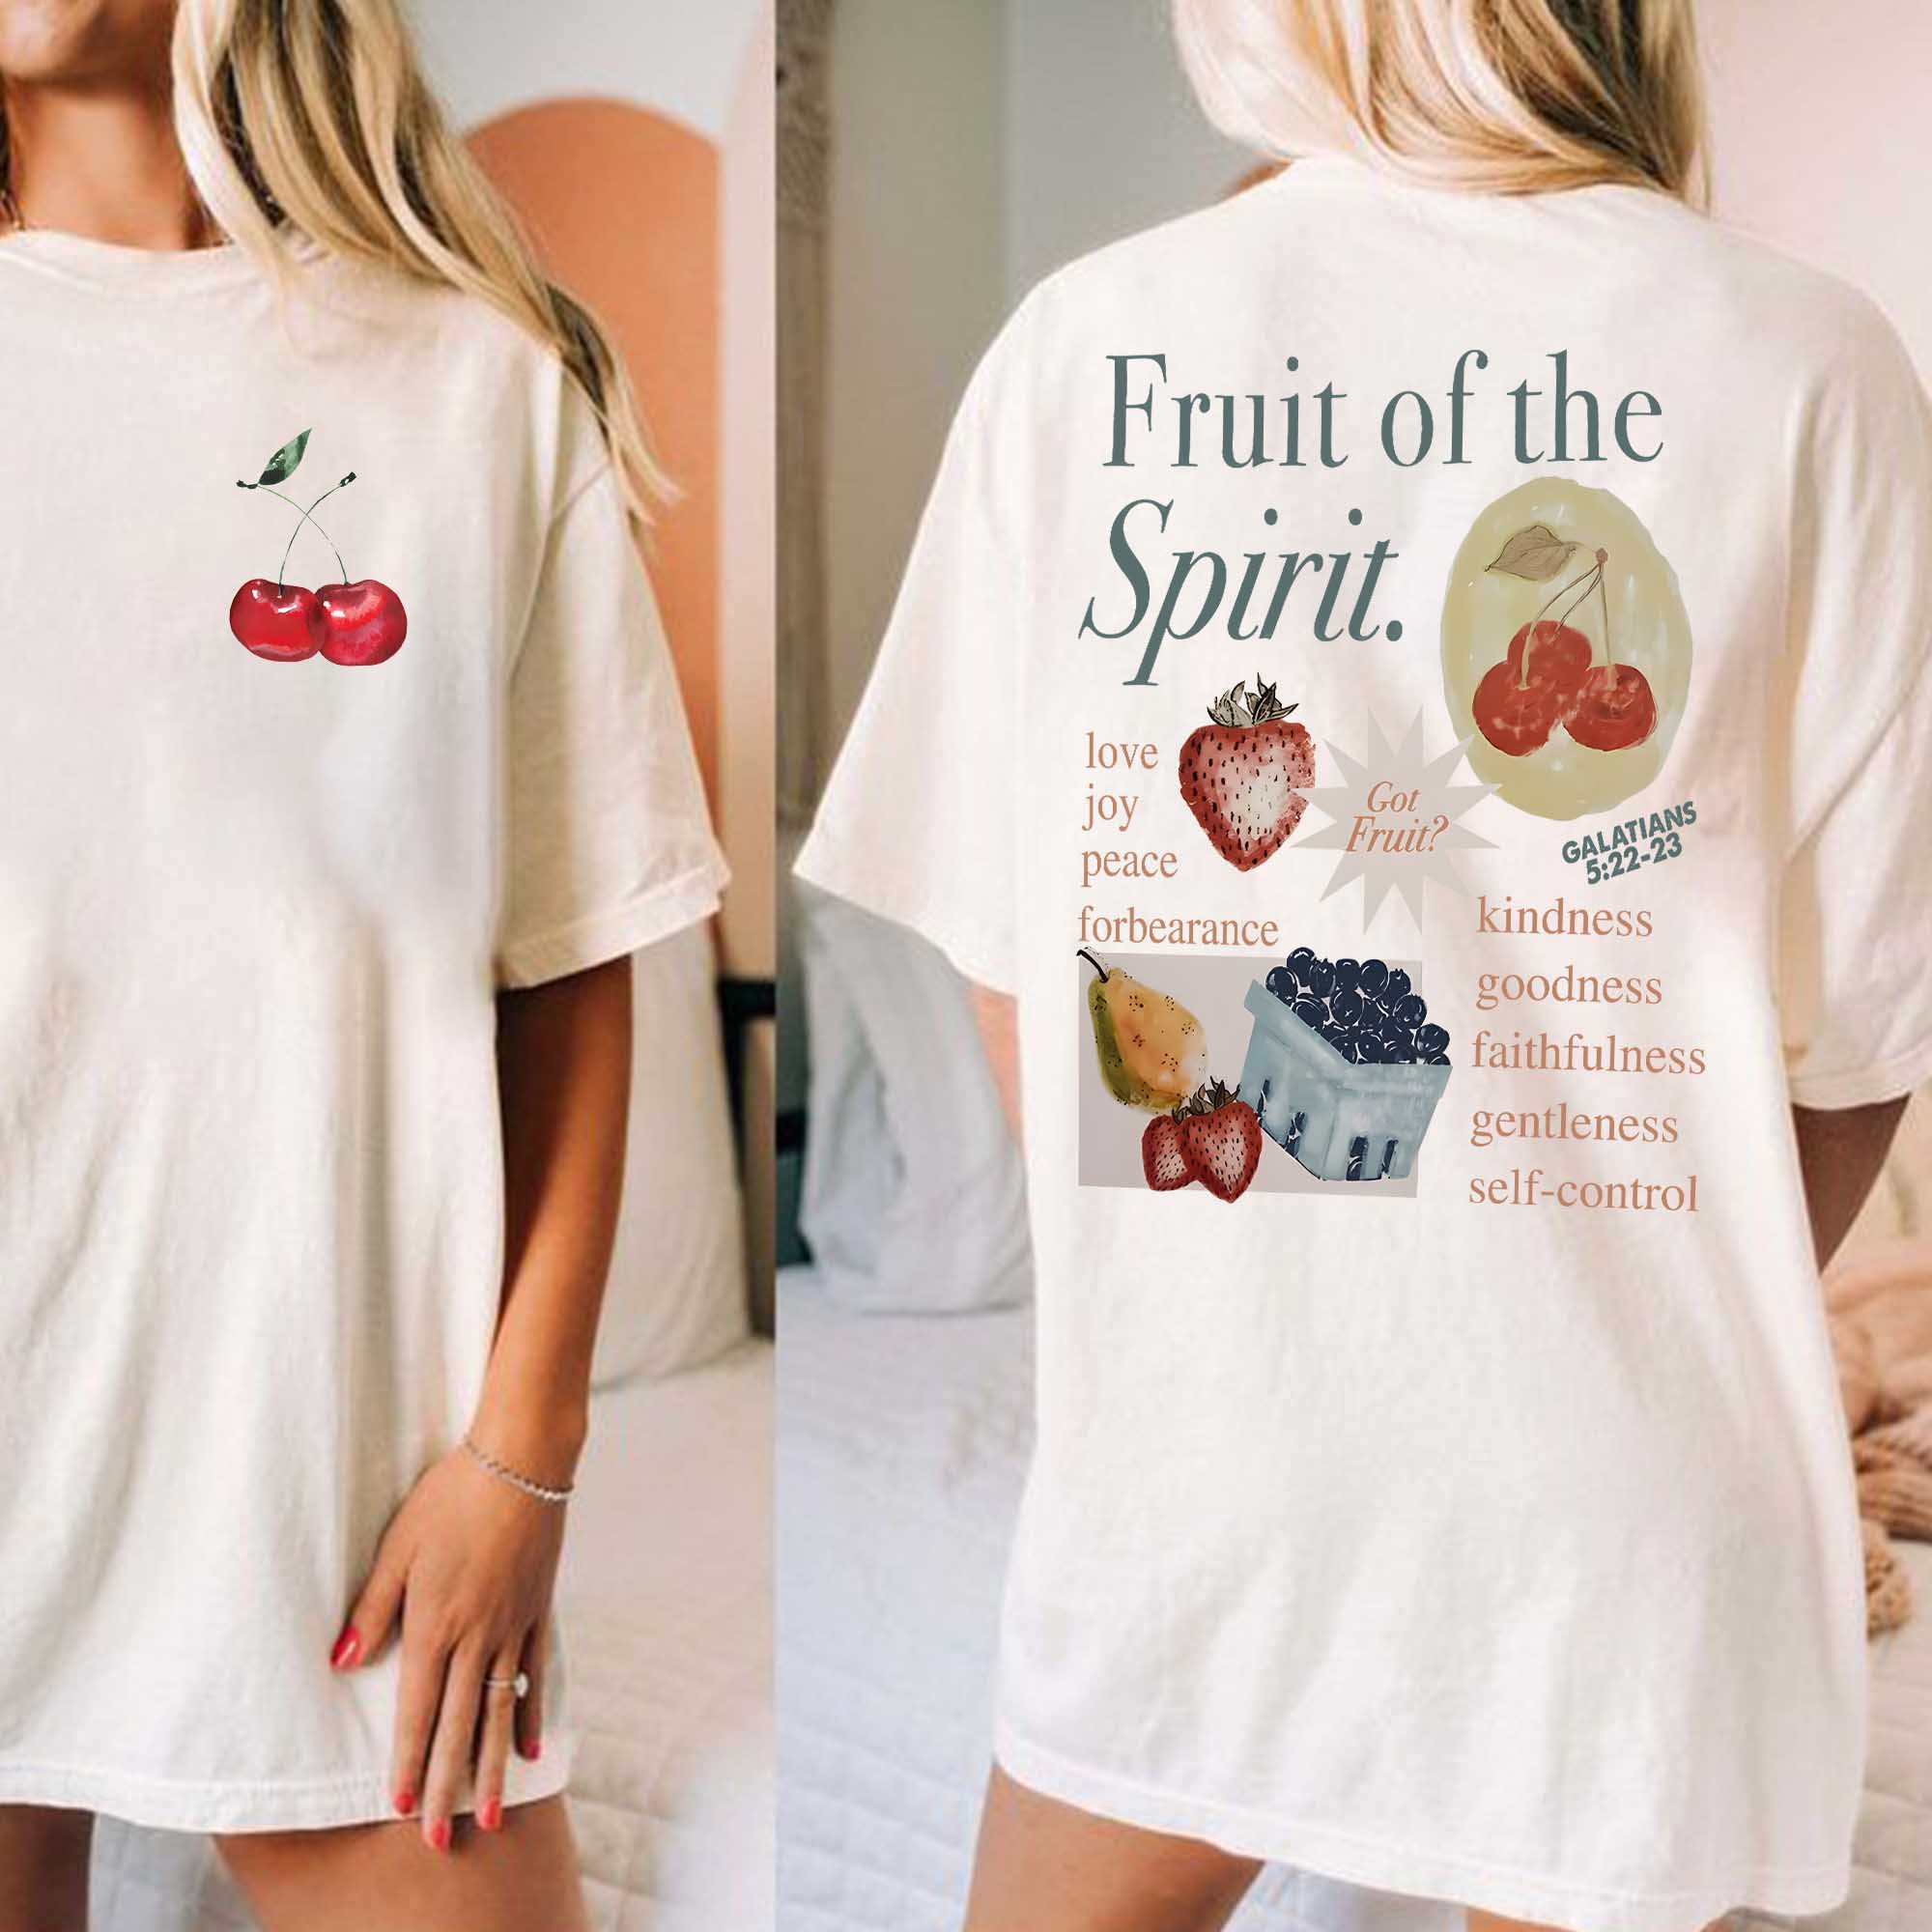 Fruit of the
Spirit.
love
joy
peace
forbearance
Got
Fruit?
GALATIANS
5:22-23
kindness
goodness
faithfulness
gentleness
self-control